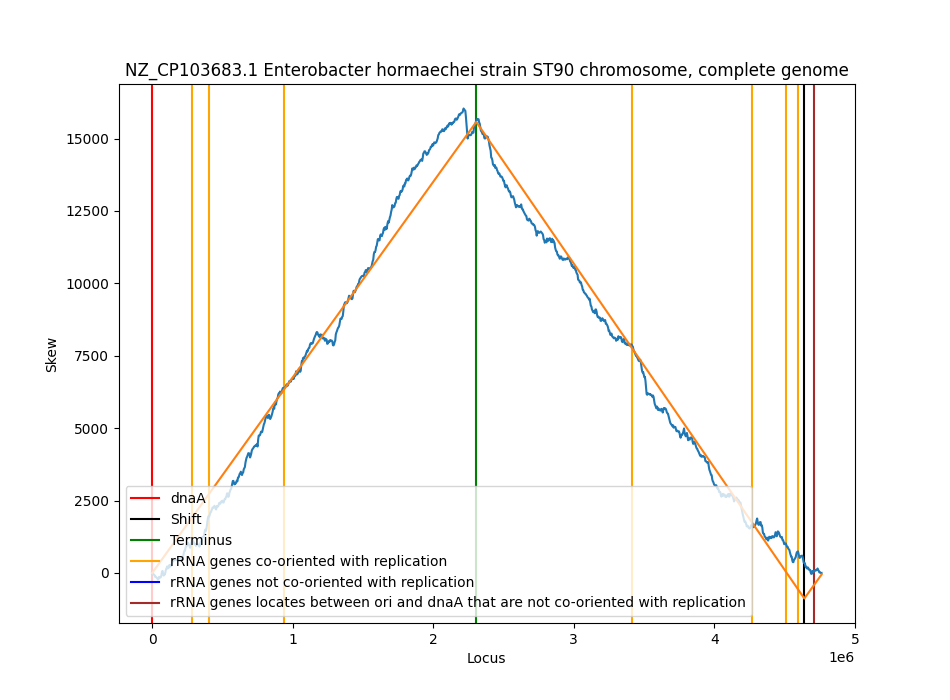 NZ_CP103683.1 Enterobacter hormaechei strain ST90 chromosome, complete genome
Skew
15000
12500
10000
7500
5000
2500
0
dnaA
Shift
Terminus
rRNA genes co-oriented with replication
rRNA genes not co-oriented with replication
rRNA genes locates between ori and dnaA that are not co-oriented with replication
0 1 2 3 4 5
Locus
1e6